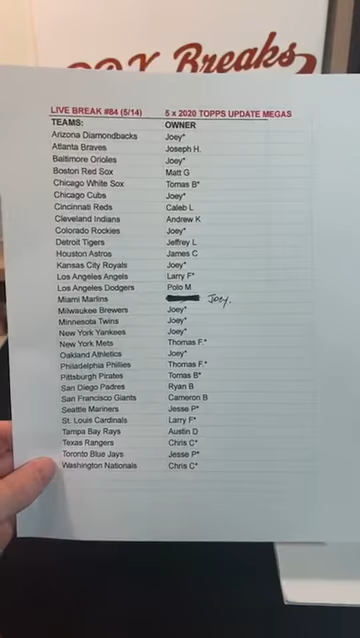 Breaks
LIVE BREAK #84 (5/14) 5 x 2020 TOPPS UPDATE MEGAS
TEAMS: OWNER
Arizona Diamondbacks Joey*
Atlanta Braves Joseph H.
Baltimore Orioles Joey*
Boston Red Sox Matt G
Chicago White Sox Tomas B*
Chicago Cubs Joey*
Cincinnati Reds Caleb L
Cleveland Indians Andrew K
Colorado Rockies Joey*
Detroit Tigers Jeffrey L
Houston Astros James C
Kansas City Royals Joey*
Los Angeles Angels Larry F*
Los Angeles Dodgers Polo M
Miami Marlins Joey.
Milwaukee Brewers Joey*
Minnesota Twins Joey*
New York Yankees Joey*
New York Mets Thomas F.*
Oakland Athletics Joey*
Philadelphia Phillies Thomas F.*
Pittsburgh Pirates Tomas B*
San Diego Padres Ryan B
San Francisco Giants Cameron B
Seattle Mariners Jesse P*
St. Louis Cardinals Larry F*
Tampa Bay Rays Austin D
Texas Rangers Chris C*
Toronto Blue Jays Jesse P*
Washington Nationals Chris C*